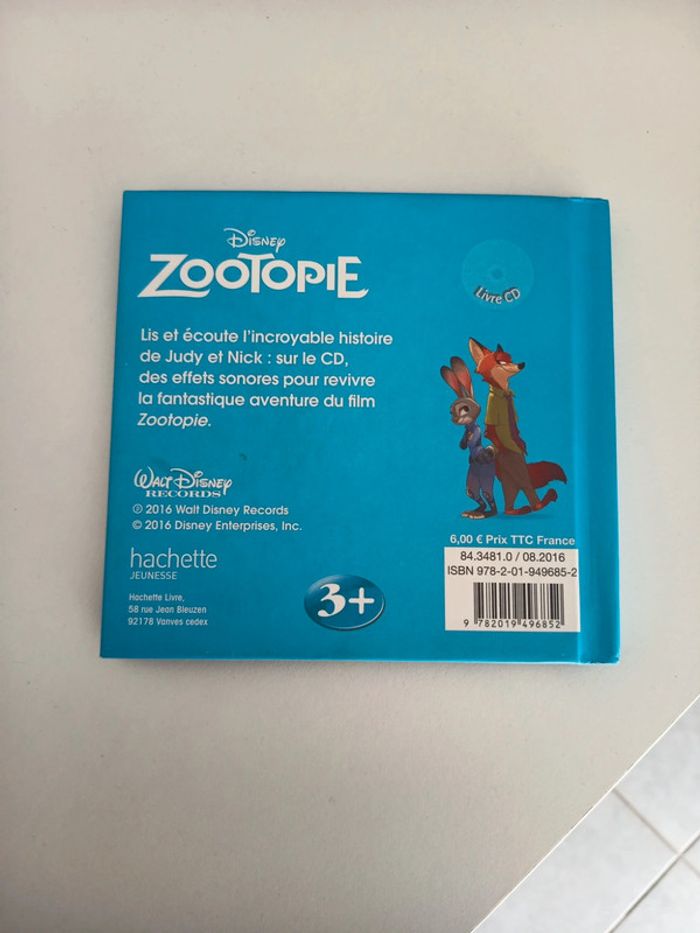 Disney
ZOOTOPIE
Livre CD
Lis et écoute l'incroyable histoire
de Judy et Nick : sur le CD,
des effets sonores pour revivre
la fantastique aventure du film
Zootopie.
WALT DISNEY
RECORDS
℗ 2016 Walt Disney Records
© 2016 Disney Enterprises, Inc.
hachette
JEUNESSE
Hachette Livre,
58 rue Jean Bleuzen
92178 Vanves cedex
3+
6,00 € Prix TTC France
84.3481.0 / 08.2016
ISBN 978-2-01-949685-2
9 782019 496852